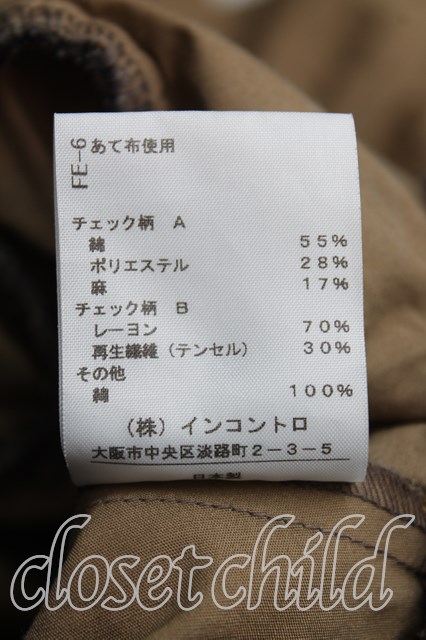 FE-6 あて布使用
チェック柄 A
綿 55%
ポリエステル 28%
麻 17%
チェック柄 B
レーヨン 70%
再生繊維(テンセル) 30%
その他
綿 100%
(株) インコントロ
大阪市中央区淡路町2-3-5
日本製
closet child